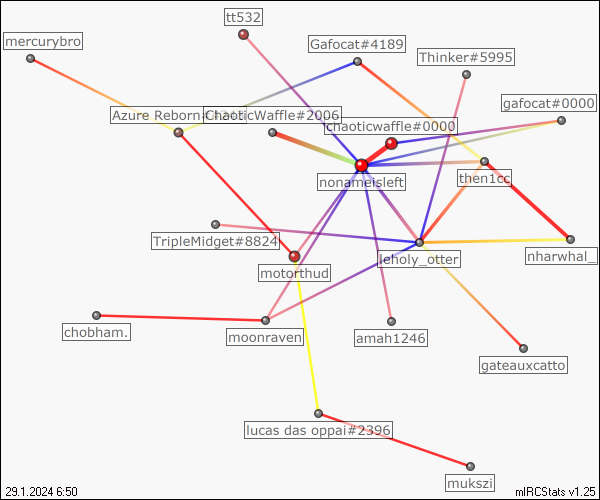 tt532
mercurybro
Gafocat#4189
Thinker#5995
gafocat#0000
Azure Reborn
ChaoticWaffle#2006
chaoticwaffle#0000
then1cc
nonameisleft
TripleMidget#8824
leholy_otter
nharwhal_
motorthud
chobham.
moonraven
amah1246
gateauxcatto
lucas das oppai#2396
mukszi
29.1.2024 6:50
mIRCStats v1.25